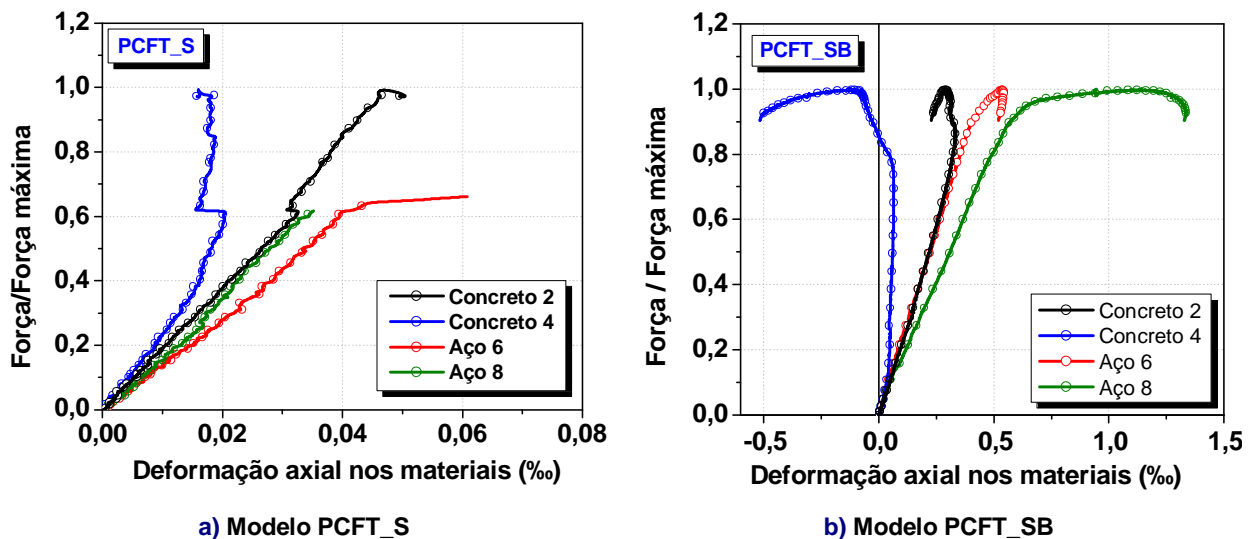 PCFT_S
Força/Força máxima
1,2
1,0
0,8
0,6
0,4
0,2
0,0
0,00 0,02 0,04 0,06 0,08
Concreto 2
Concreto 4
Aço 6
Aço 8
Deformação axial nos materiais (‰)
a) Modelo PCFT_S
PCFT_SB
Força / Força máxima
1,2
1,0
0,8
0,6
0,4
0,2
0,0
-0,5 0,0 0,5 1,0 1,5
Concreto 2
Concreto 4
Aço 6
Aço 8
Deformação axial nos materiais (‰)
b) Modelo PCFT_SB